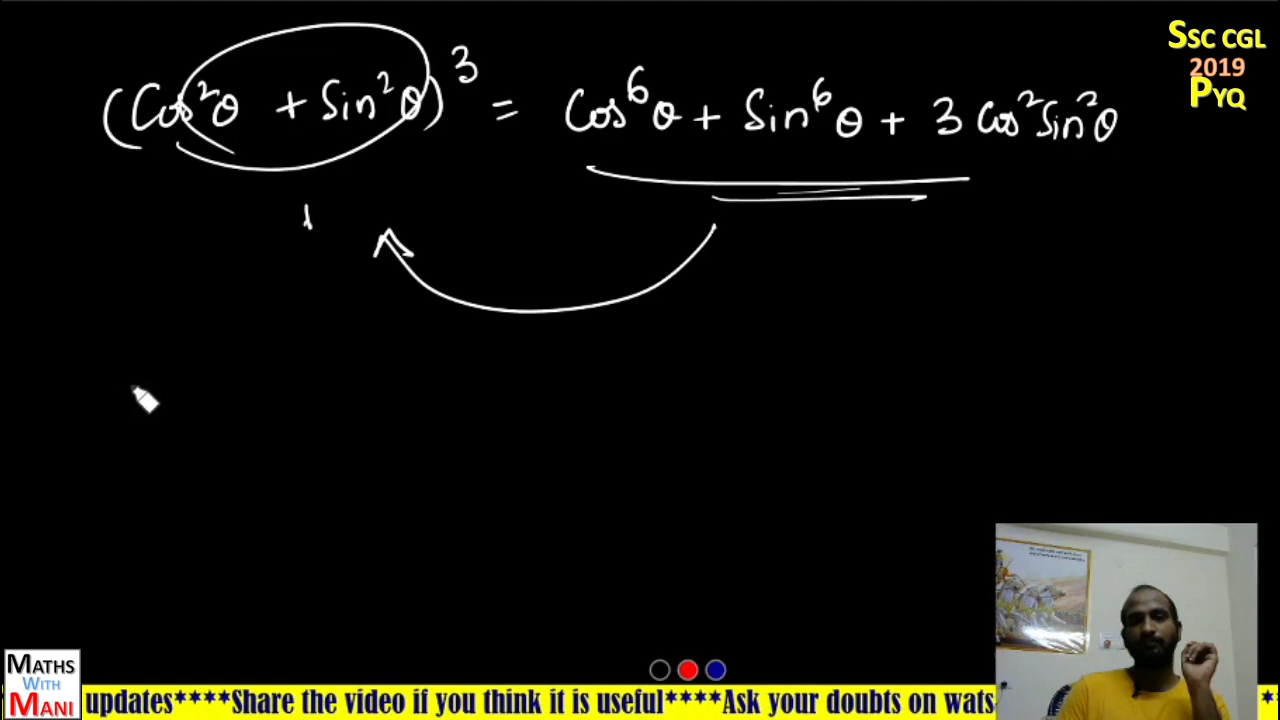 (Cos²θ + Sin²θ)³ = Cos⁶θ + Sin⁶θ + 3 Cos²Sin²θ
1
SSC CGL
2019
PYQ
MATHS
WITH
MANI
updates****Share the video if you think it is useful****Ask your doubts on wats
*